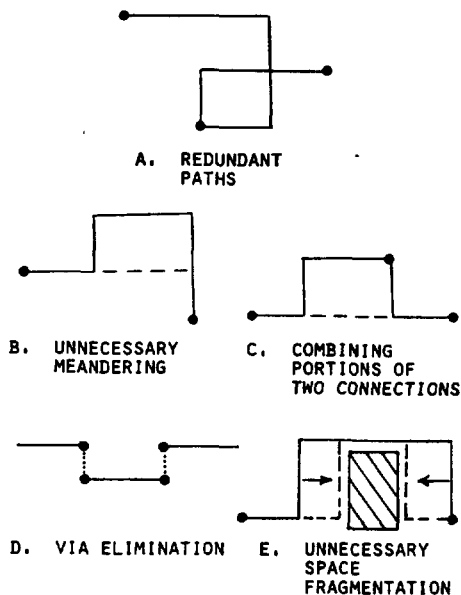 A. REDUNDANT
PATHS
B. UNNECESSARY
MEANDERING
C. COMBINING
PORTIONS OF
TWO CONNECTIONS
D. VIA ELIMINATION
E. UNNECESSARY
SPACE
FRAGMENTATION